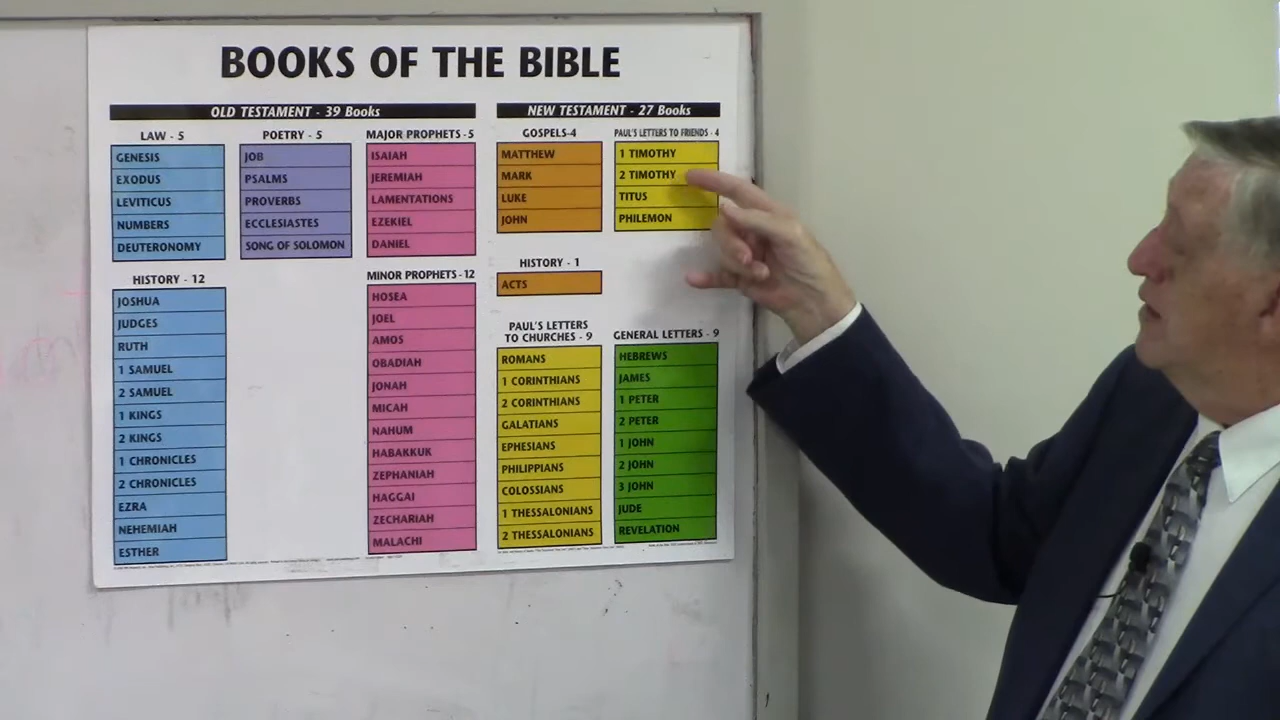 BOOKS OF THE BIBLE
OLD TESTAMENT - 39 Books
LAW - 5
GENESIS
EXODUS
LEVITICUS
NUMBERS
DEUTERONOMY
HISTORY - 12
JOSHUA
JUDGES
RUTH
1 SAMUEL
2 SAMUEL
1 KINGS
2 KINGS
1 CHRONICLES
2 CHRONICLES
EZRA
NEHEMIAH
ESTHER
POETRY - 5
JOB
PSALMS
PROVERBS
ECCLESIASTES
SONG OF SOLOMON
MAJOR PROPHETS - 5
ISAIAH
JEREMIAH
LAMENTATIONS
EZEKIEL
DANIEL
MINOR PROPHETS - 12
HOSEA
JOEL
AMOS
OBADIAH
JONAH
MICAH
NAHUM
HABAKKUK
ZEPHANIAH
HAGGAI
ZECHARIAH
MALACHI
NEW TESTAMENT - 27 Books
GOSPELS-4
MATTHEW
MARK
LUKE
JOHN
HISTORY - 1
ACTS
PAUL'S LETTERS
TO CHURCHES - 9
ROMANS
1 CORINTHIANS
2 CORINTHIANS
GALATIANS
EPHESIANS
PHILIPPIANS
COLOSSIANS
1 THESSALONIANS
2 THESSALONIANS
PAUL'S LETTERS TO FRIENDS - 4
1 TIMOTHY
2 TIMOTHY
TITUS
PHILEMON
GENERAL LETTERS - 9
HEBREWS
JAMES
1 PETER
2 PETER
1 JOHN
2 JOHN
3 JOHN
JUDE
REVELATION